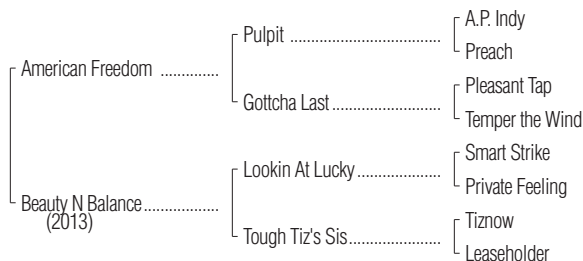 A.P. Indy
Pulpit
Preach
American Freedom
Pleasant Tap
Gottcha Last
Temper the Wind
Smart Strike
Lookin At Lucky
Private Feeling
Beauty N Balance
(2013)
Tiznow
Tough Tiz's Sis
Leaseholder